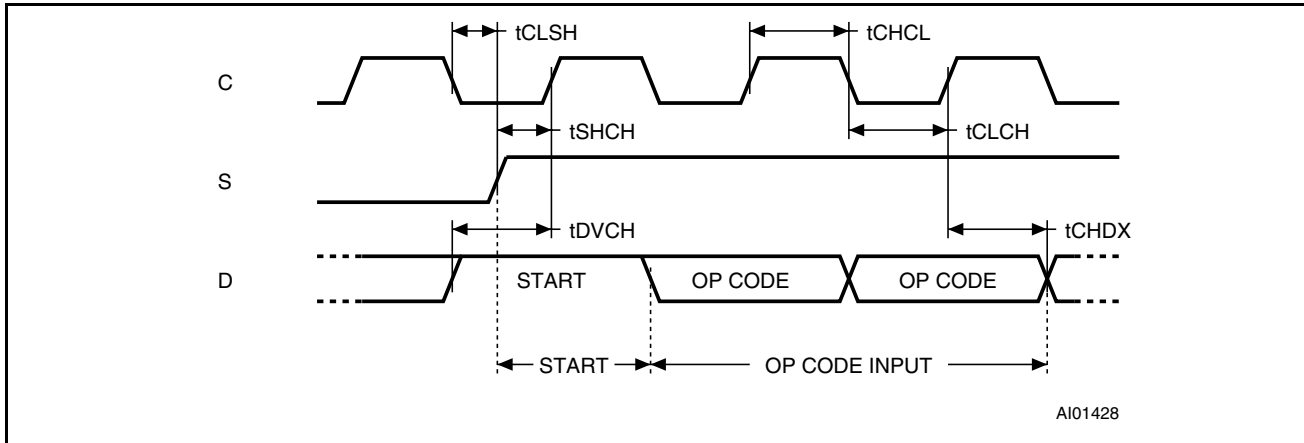 tCLSH tCHCL
C
tSHCH tCLCH
S
tDVCH tCHDX
D START OP CODE OP CODE
START OP CODE INPUT
AI01428